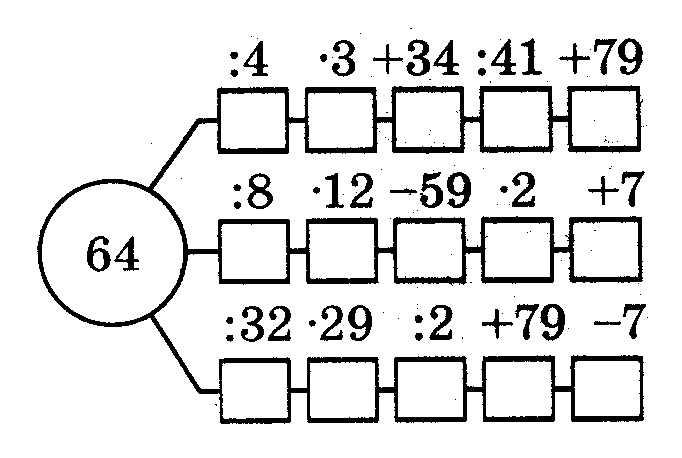 :4 ·3 +34 :41 +79
:8 ·12 –59 ·2 +7
64
:32 ·29 :2 +79 –7